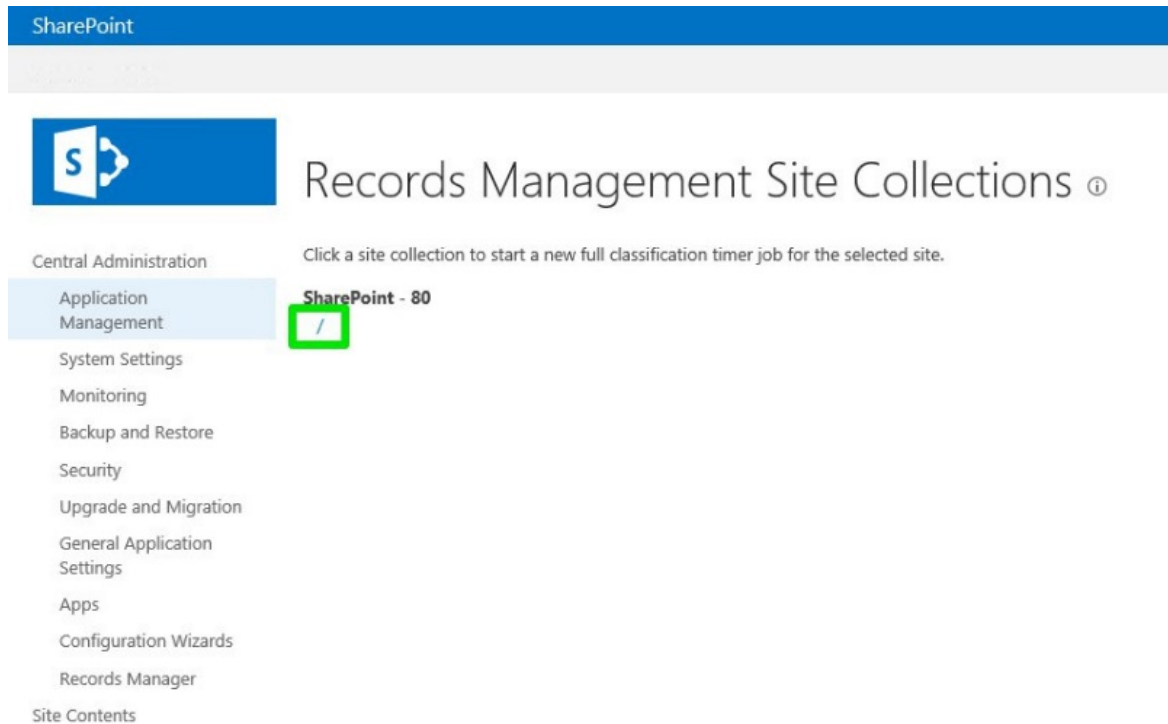 SharePoint
S
Records Management Site Collections
Click a site collection to start a new full classification timer job for the selected site.
SharePoint - 80
/
Central Administration
Application
Management
System Settings
Monitoring
Backup and Restore
Security
Upgrade and Migration
General Application
Settings
Apps
Configuration Wizards
Records Manager
Site Contents